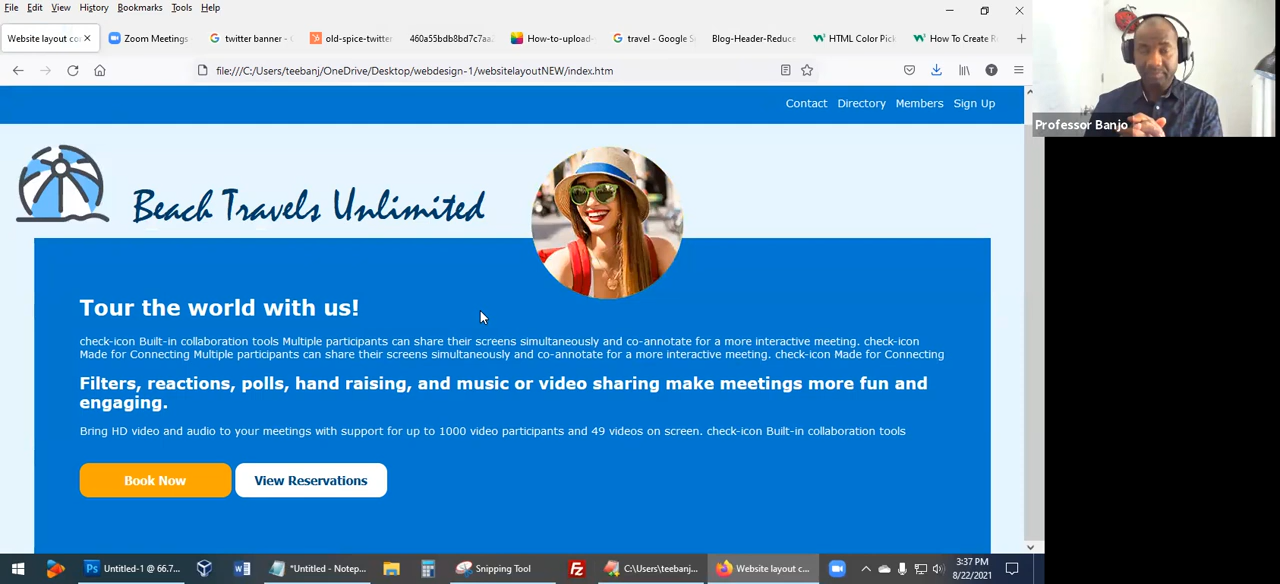 File Edit View History Bookmarks Tools Help
Website layout co
Zoom Meetings
twitter banner -
old-spice-twitter
460a55bdb8bd7c7aa
How-to-upload-
travel - Google S
Blog-Header-Reduce
HTML Color Pick
How To Create R
file:///C:/Users/teebanj/OneDrive/Desktop/webdesign-1/websitelayoutNEW/index.htm
T
Professor Banjo
Contact Directory Members Sign Up
Beach Travels Unlimited
Tour the world with us!
check-icon Built-in collaboration tools Multiple participants can share their screens simultaneously and co-annotate for a more interactive meeting. check-icon
Made for Connecting Multiple participants can share their screens simultaneously and co-annotate for a more interactive meeting. check-icon Made for Connecting
Filters, reactions, polls, hand raising, and music or video sharing make meetings more fun and
engaging.
Bring HD video and audio to your meetings with support for up to 1000 video participants and 49 videos on screen. check-icon Built-in collaboration tools
Book Now View Reservations
Ps Untitled-1 @ 66.7... W *Untitled - Notep... Snipping Tool Fz C:\Users\teebanj... Website layout c...
3:37 PM
8/22/2021